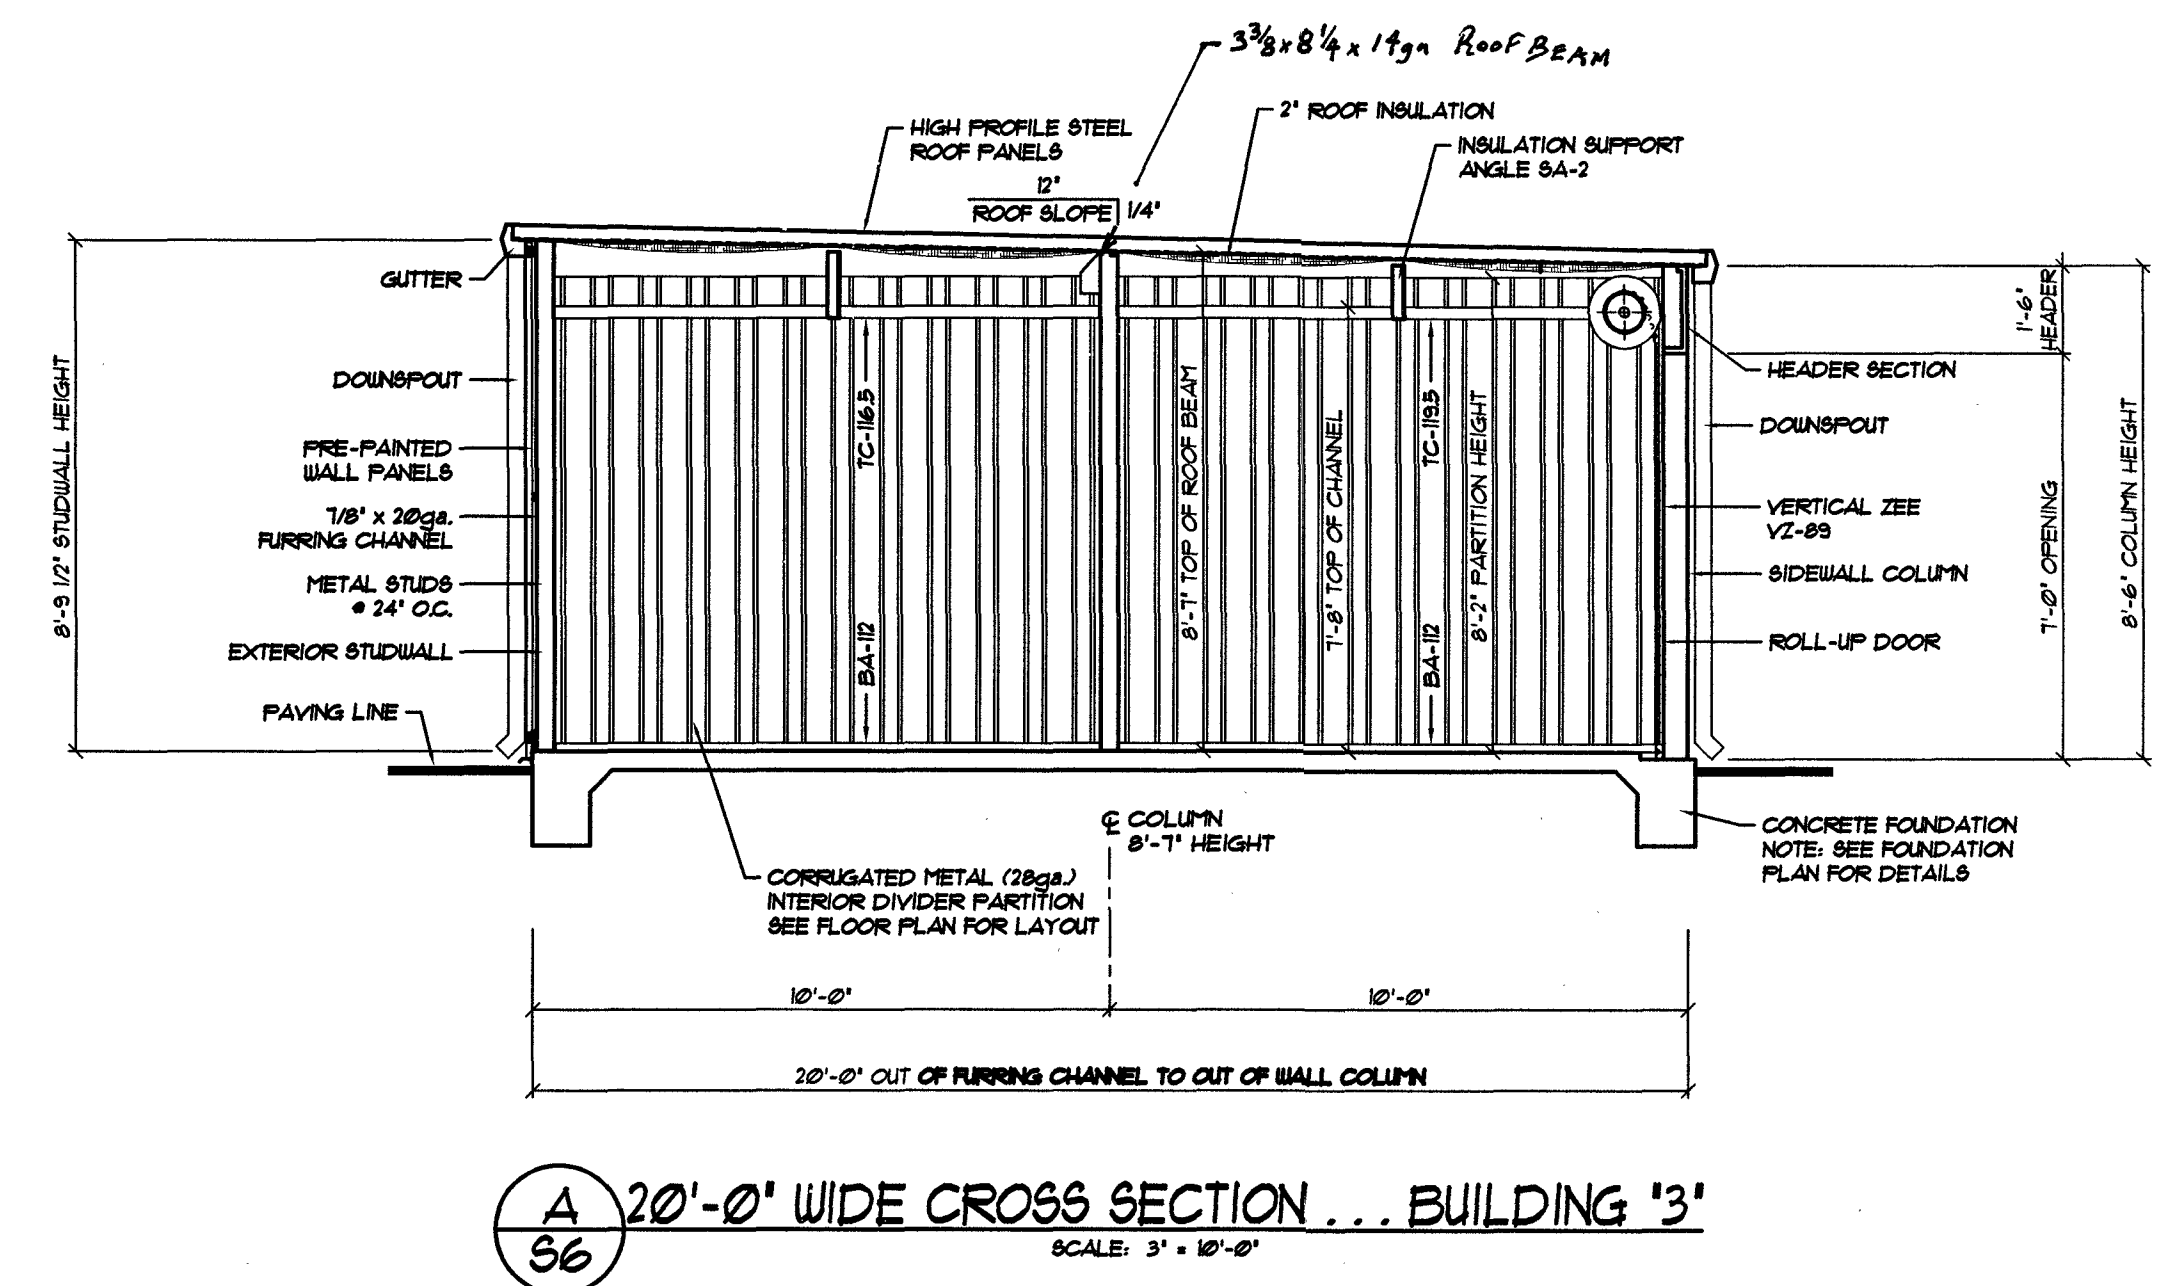 3 3/8 x 8 1/4 x 14ga ROOF BEAM
2" ROOF INSULATION
HIGH PROFILE STEEL
ROOF PANELS
INSULATION SUPPORT
ANGLE SA-2
12"
ROOF SLOPE
1/4"
GUTTER
DOWNSPOUT
PRE-PAINTED
WALL PANELS
7/8" x 20ga.
FURRING CHANNEL
METAL STUDS
@ 24" O.C.
EXTERIOR STUDWALL
PAVING LINE
8'-9 1/2" STUDWALL HEIGHT
TC-116.5
BA-112
8'-7" TOP OF ROOF BEAM
7'-8" TOP OF CHANNEL
TC-119.5
BA-112
8'-2" PARTITION HEIGHT
1'-6"
HEADER
HEADER SECTION
DOWNSPOUT
VERTICAL ZEE
VZ-89
SIDEWALL COLUMN
ROLL-UP DOOR
7'-0" OPENING
8'-6" COLUMN HEIGHT
CONCRETE FOUNDATION
NOTE: SEE FOUNDATION
PLAN FOR DETAILS
℄ COLUMN
8'-7" HEIGHT
CORRUGATED METAL (28ga.)
INTERIOR DIVIDER PARTITION
SEE FLOOR PLAN FOR LAYOUT
10'-0"
10'-0"
20'-0" OUT OF FURRING CHANNEL TO OUT OF WALL COLUMN
A
S6
20'-0" WIDE CROSS SECTION ... BUILDING "3"
SCALE: 3" = 10'-0"